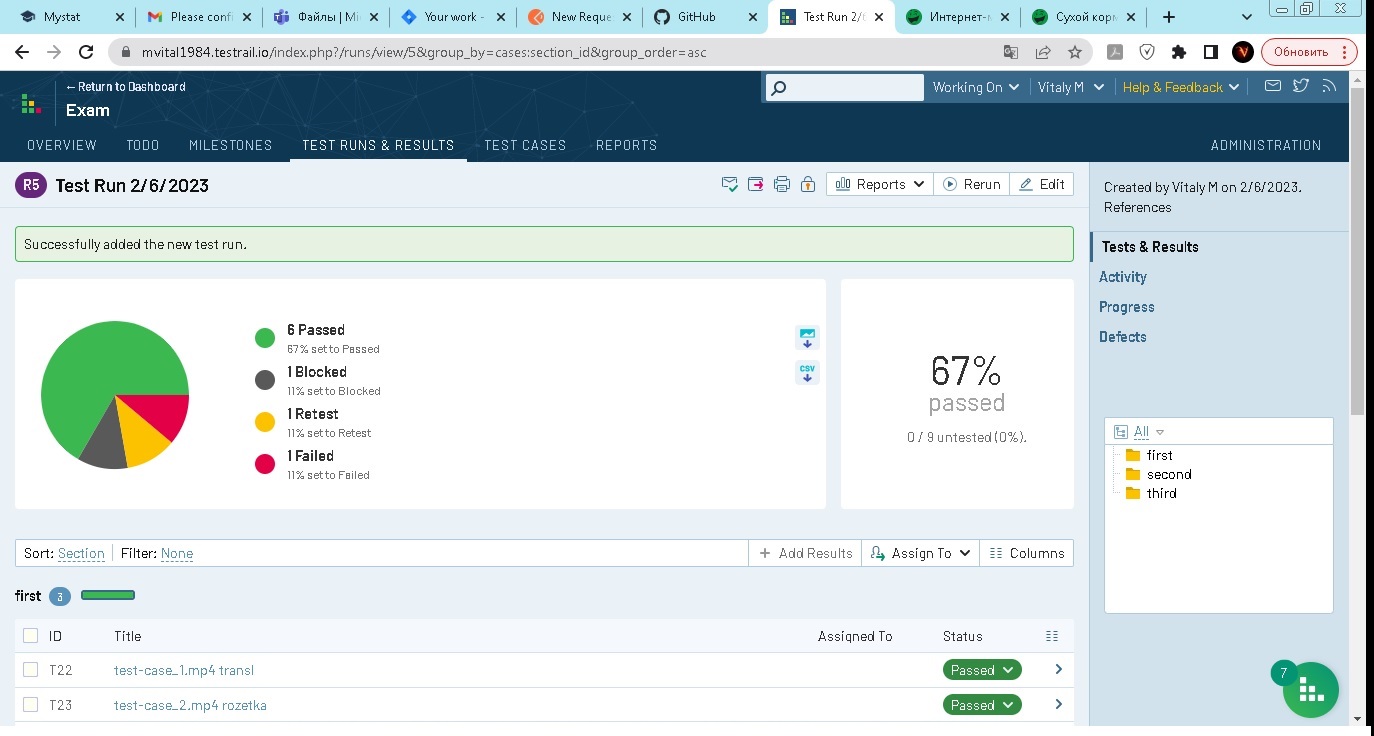 Mystat
Please confi
Файлы | Mi
Your work -
New Reque
GitHub
Test Run 2/6
Интернет-м
Сухой корм
mvital1984.testrail.io/index.php?/runs/view/5&group_by=cases:section_id&group_order=asc
Обновить
← Return to Dashboard
Exam
Working On
Vitaly M
Help & Feedback
OVERVIEW
TODO
MILESTONES
TEST RUNS & RESULTS
TEST CASES
REPORTS
ADMINISTRATION
R5
Test Run 2/6/2023
Reports
Rerun
Edit
Created by Vitaly M on 2/6/2023.
References
Successfully added the new test run.
Tests & Results
Activity
Progress
Defects
6 Passed
67% set to Passed
1 Blocked
11% set to Blocked
1 Retest
11% set to Retest
1 Failed
11% set to Failed
CSV
67%
passed
0 / 9 untested (0%).
All
first
second
third
Sort: Section
Filter: None
+ Add Results
Assign To
Columns
first 3
ID
Title
Assigned To
Status
T22
test-case_1.mp4 transl
Passed
T23
test-case_2.mp4 rozetka
Passed
7